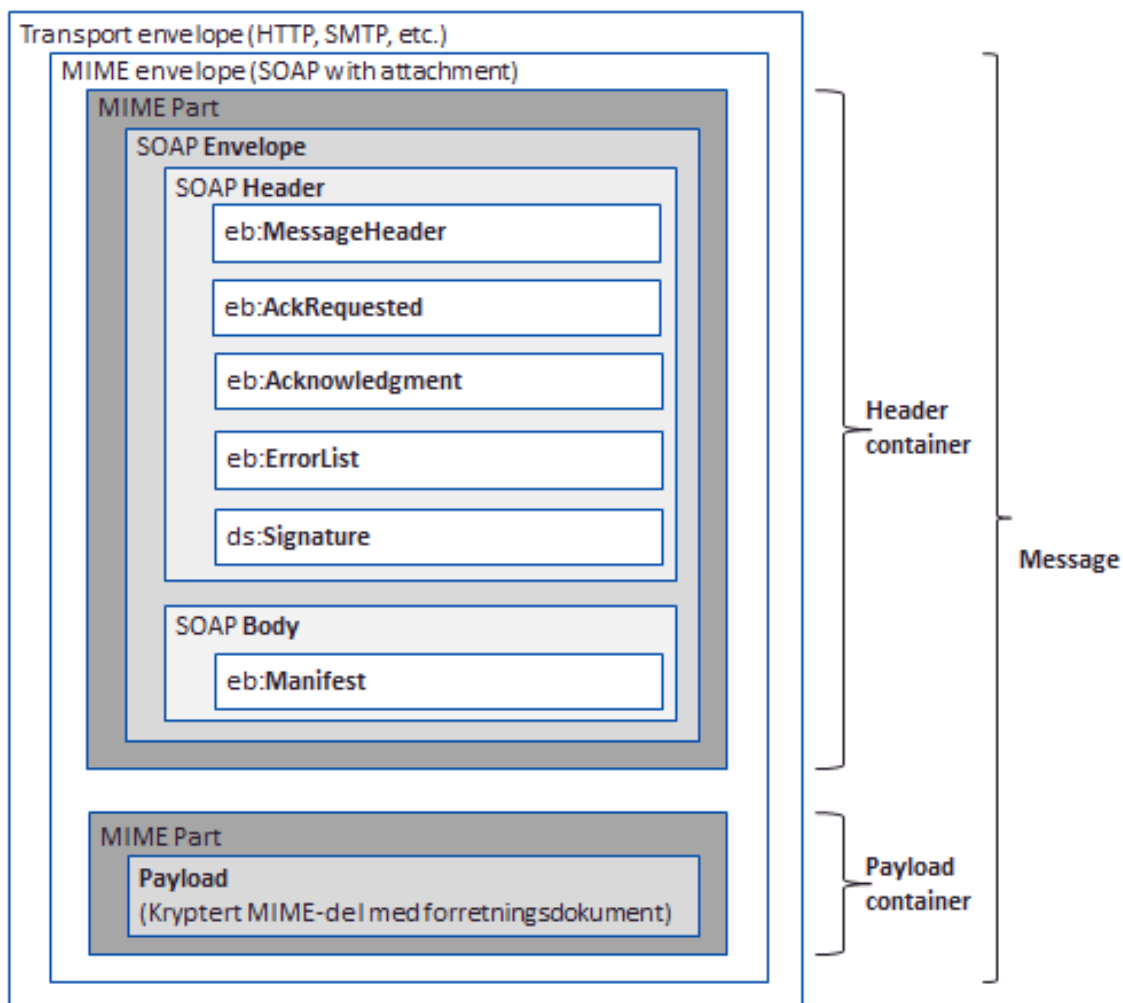 Transport envelope (HTTP, SMTP, etc.)
MIME envelope (SOAP with attachment)
MIME Part
SOAP Envelope
SOAP Header
eb:MessageHeader
eb:AckRequested
eb:Acknowledgment
eb:ErrorList
ds:Signature
SOAP Body
eb:Manifest
MIME Part
Payload
(Kryptert MIME-del med forretningsdokument)
Header
container
Payload
container
Message